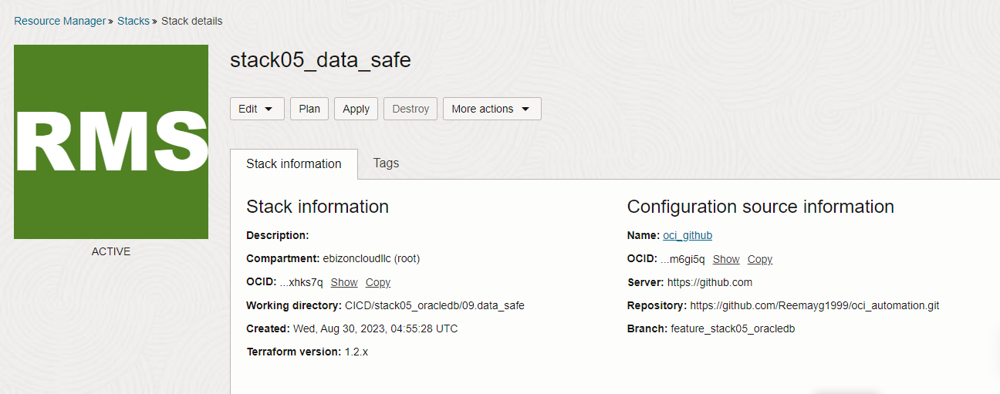 Resource Manager » Stacks » Stack details
RMS
ACTIVE
stack05_data_safe
Edit Plan Apply Destroy More actions
Stack information Tags
Stack information
Description:
Compartment: ebizoncloudllc (root)
OCID: ...xhks7q Show Copy
Working directory: CICD/stack05_oracledb/09.data_safe
Created: Wed, Aug 30, 2023, 04:55:28 UTC
Terraform version: 1.2.x
Configuration source information
Name: oci_github
OCID: ...m6gi5q Show Copy
Server: https://github.com
Repository: https://github.com/Reemayg1999/oci_automation.git
Branch: feature_stack05_oracledb